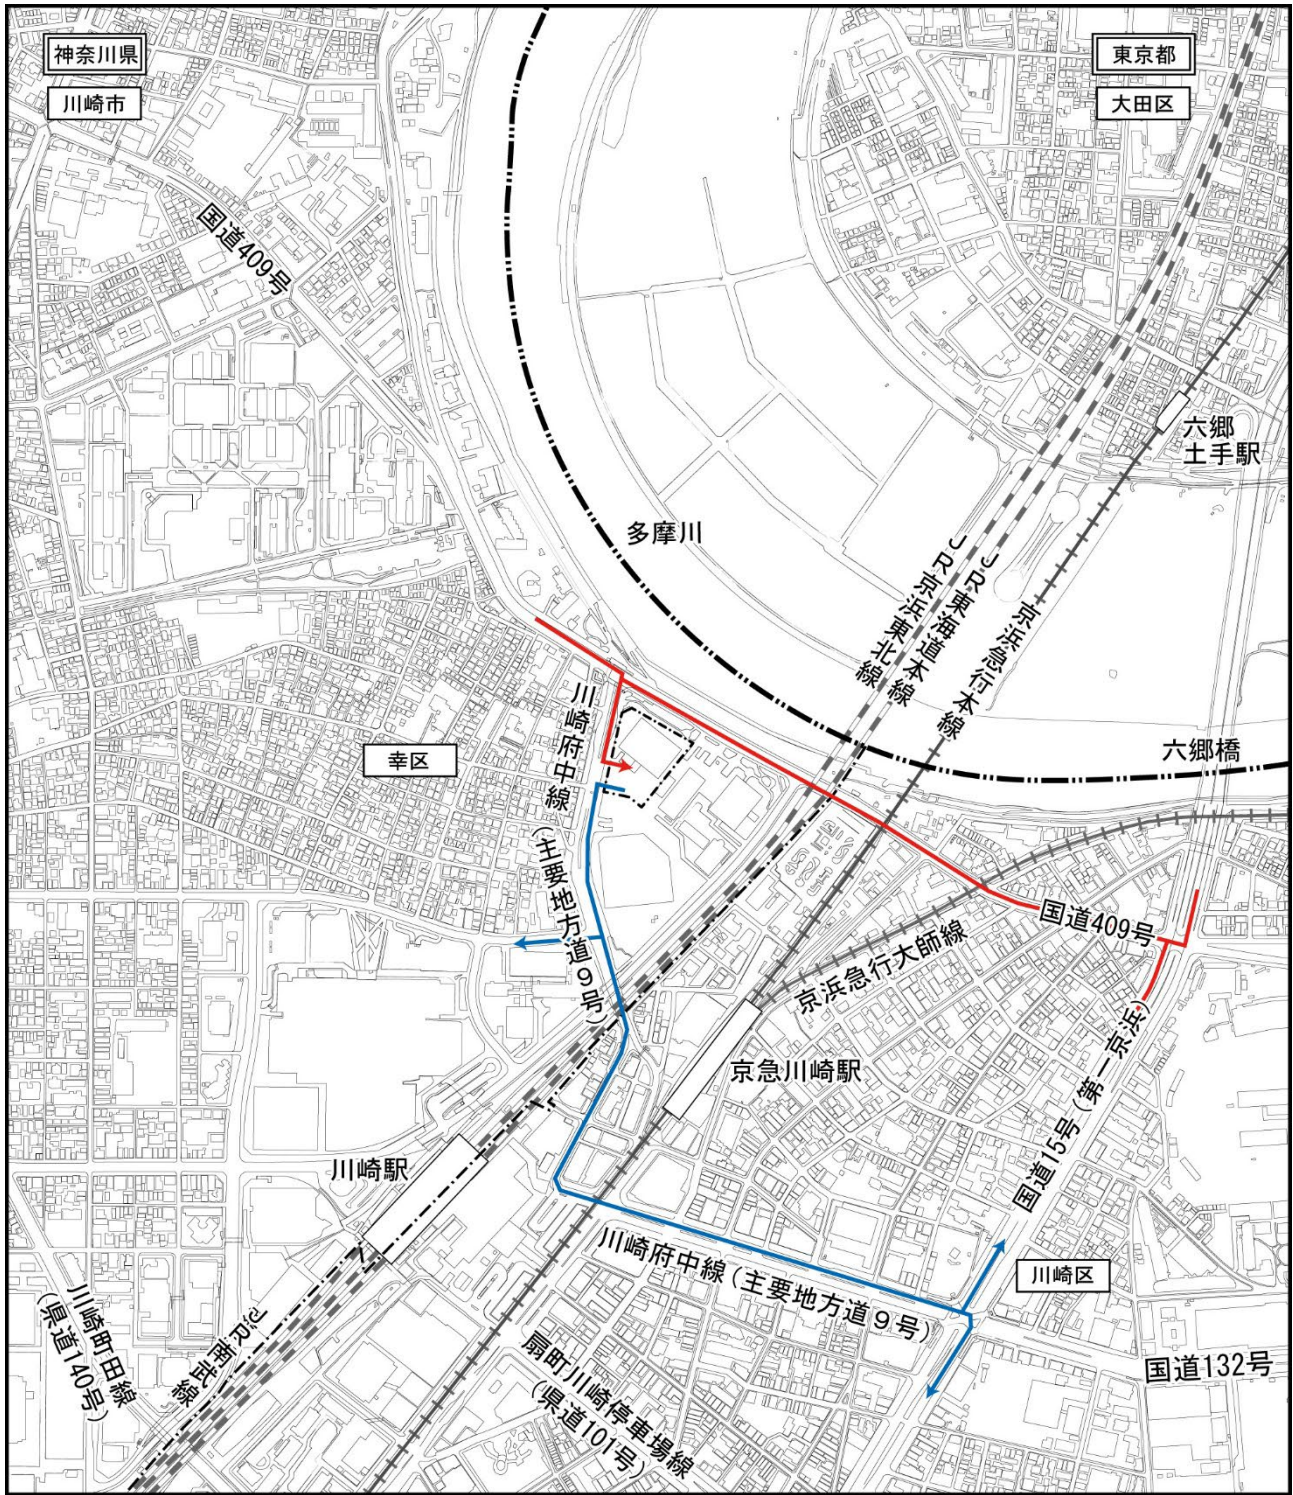 神奈川県
川崎市
東京都
大田区
国道409号
六郷
土手駅
多摩川
JR京浜東北線
JR東海道本線
京浜急行本線
六郷橋
幸区
川崎府中線(主要地方道9号)
国道409号
京浜急行大師線
京急川崎駅
国道15号(第一京浜)
川崎駅
川崎区
川崎府中線(主要地方道9号)
国道132号
JR南武線
川崎町田線
(県道140号)
扇町川崎停車場線
(県道101号)